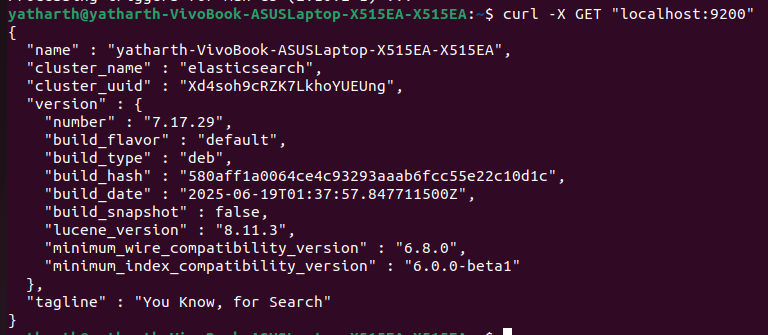 yatharth@yatharth-VivoBook-ASUSLaptop-X515EA-X515EA:~$ curl -X GET "localhost:9200"
{
  "name" : "yatharth-VivoBook-ASUSLaptop-X515EA-X515EA",
  "cluster_name" : "elasticsearch",
  "cluster_uuid" : "Xd4soh9cRZK7LkhoYUEUng",
  "version" : {
    "number" : "7.17.29",
    "build_flavor" : "default",
    "build_type" : "deb",
    "build_hash" : "580aff1a0064ce4c93293aaab6fcc55e22c10d1c",
    "build_date" : "2025-06-19T01:37:57.847711500Z",
    "build_snapshot" : false,
    "lucene_version" : "8.11.3",
    "minimum_wire_compatibility_version" : "6.8.0",
    "minimum_index_compatibility_version" : "6.0.0-beta1"
  },
  "tagline" : "You Know, for Search"
}